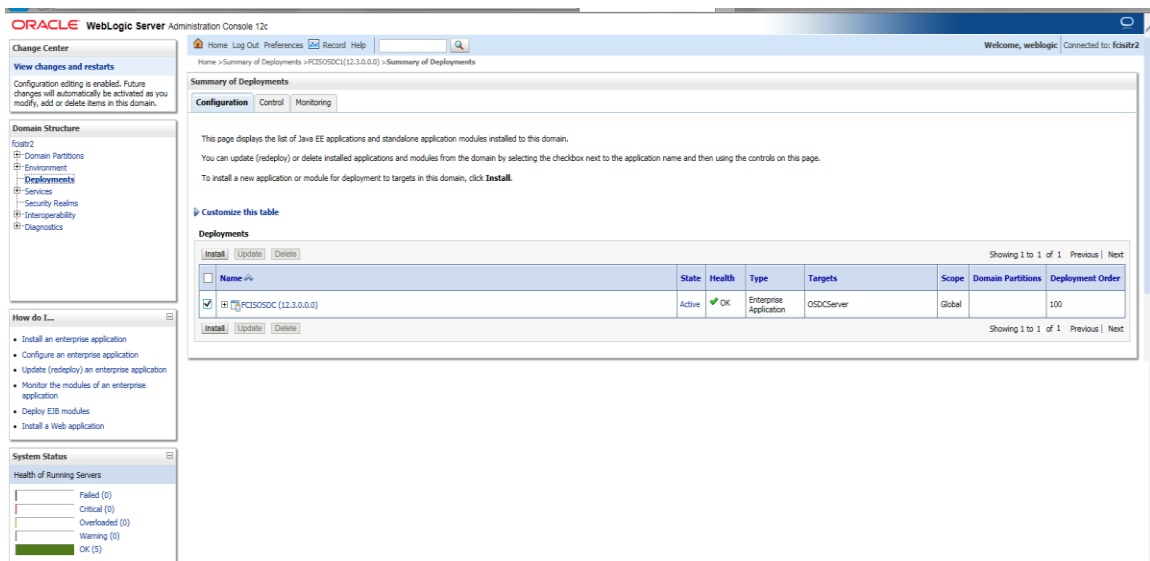 ORACLE WebLogic Server Administration Console 12c
Change Center
View changes and restarts
Configuration editing is enabled. Future
changes will automatically be activated as you
modify, add or delete items in this domain.
Domain Structure
fcisitr2
Domain Partitions
Environment
Deployments
Services
Security Realms
Interoperability
Diagnostics
How do I...
Install an enterprise application
Configure an enterprise application
Update (redeploy) an enterprise application
Monitor the modules of an enterprise
application
Deploy EJB modules
Install a Web application
System Status
Health of Running Servers
Failed (0)
Critical (0)
Overloaded (0)
Warning (0)
OK (5)
Home Log Out Preferences Record Help
Welcome, weblogic Connected to: fcisitr2
Home >Summary of Deployments >FCISOSDC1(12.3.0.0.0) >Summary of Deployments
Summary of Deployments
Configuration Control Monitoring
This page displays the list of Java EE applications and standalone application modules installed to this domain.
You can update (redeploy) or delete installed applications and modules from the domain by selecting the checkbox next to the application name and then using the controls on this page.
To install a new application or module for deployment to targets in this domain, click Install.
Customize this table
Deployments
Install Update Delete Showing 1 to 1 of 1 Previous | Next
Name State Health Type Targets Scope Domain Partitions Deployment Order
FCISOSDC (12.3.0.0.0) Active OK Enterprise Application OSDCServer Global 100
Install Update Delete Showing 1 to 1 of 1 Previous | Next